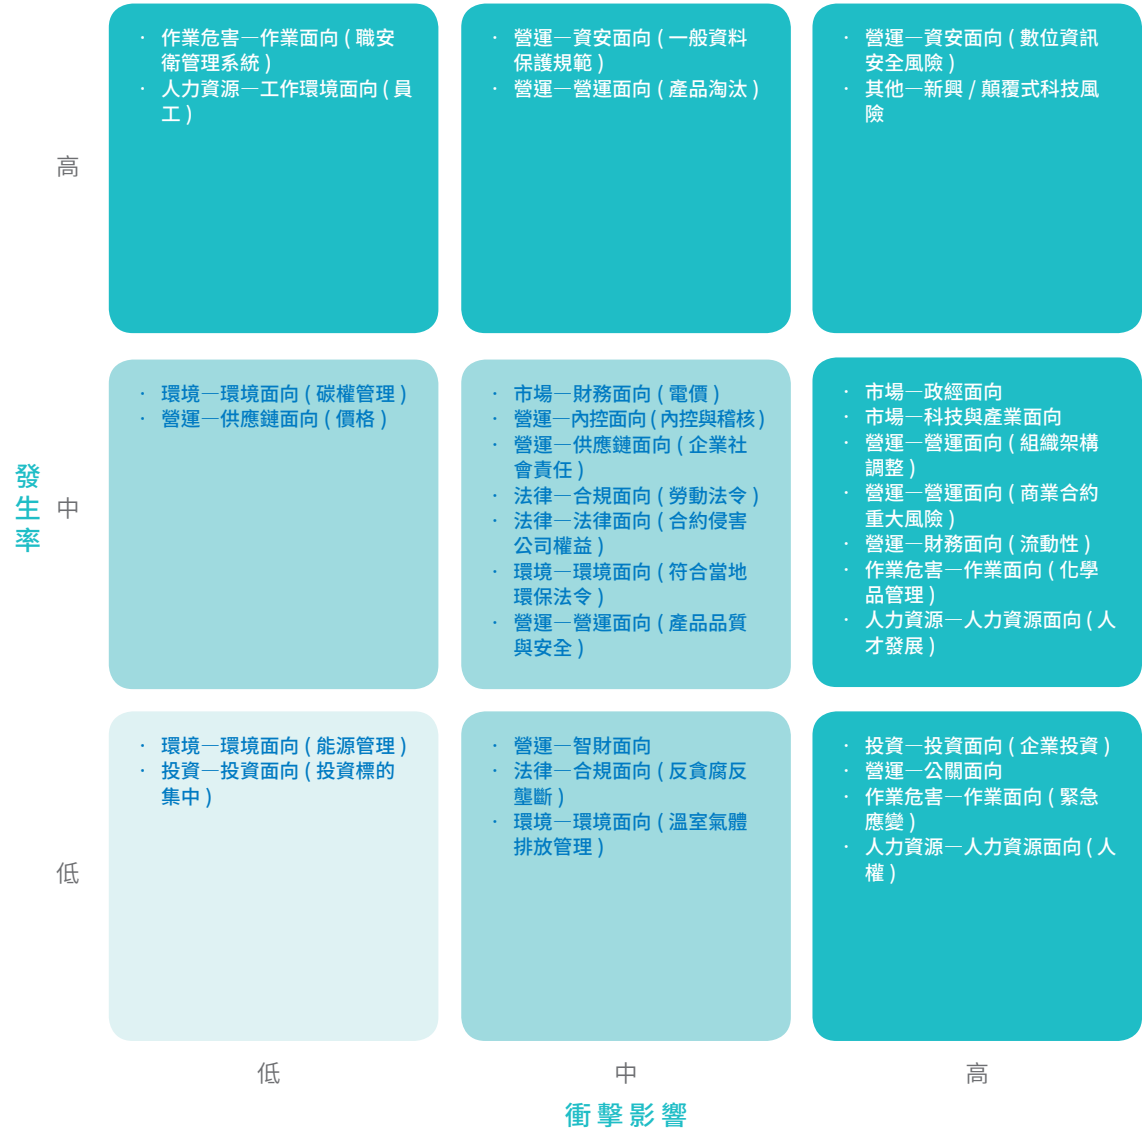 · 作業危害—作業面向 ( 職安
衛管理系統 )
· 人力資源—工作環境面向 ( 員
工 )
· 營運—資安面向 ( 一般資料
保護規範 )
· 營運—營運面向 ( 產品淘汰 )
· 營運—資安面向 ( 數位資訊
安全風險 )
· 其他—新興 / 顛覆式科技風
險
高
· 環境—環境面向 ( 碳權管理 )
· 營運—供應鏈面向 ( 價格 )
· 市場—財務面向 ( 電價 )
· 營運—內控面向 ( 內控與稽核 )
· 營運—供應鏈面向 ( 企業社
會責任 )
· 法律—合規面向 ( 勞動法令 )
· 法律—法律面向 ( 合約侵害
公司權益 )
· 環境—環境面向 ( 符合當地
環保法令 )
· 營運—營運面向 ( 產品品質
與安全 )
· 市場—政經面向
· 市場—科技與產業面向
· 營運—營運面向 ( 組織架構
調整 )
· 營運—營運面向 ( 商業合約
重大風險 )
· 營運—財務面向 ( 流動性 )
· 作業危害—作業面向 ( 化學
品管理 )
· 人力資源—人力資源面向 ( 人
才發展 )
發生率
中
· 環境—環境面向 ( 能源管理 )
· 投資—投資面向 ( 投資標的
集中 )
· 營運—智財面向
· 法律—合規面向 ( 反貪腐反
壟斷 )
· 環境—環境面向 ( 溫室氣體
排放管理 )
· 投資—投資面向 ( 企業投資 )
· 營運—公關面向
· 作業危害—作業面向 ( 緊急
應變 )
· 人力資源—人力資源面向 ( 人
權 )
低
低
中
高
衝擊影響